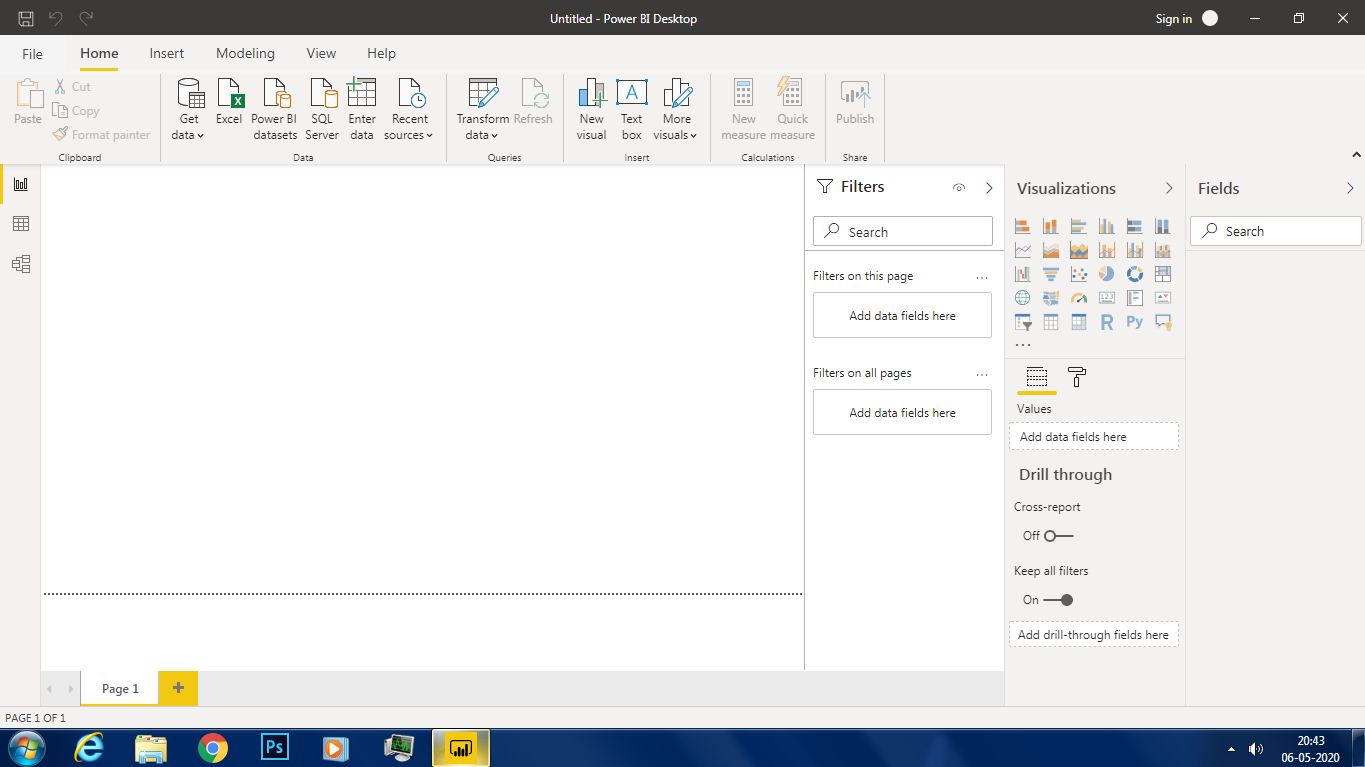 Untitled - Power BI Desktop
Sign in
File Home Insert Modeling View Help
Paste
Cut
Copy
Format painter
Clipboard
Get data
Excel
Power BI datasets
SQL Server
Enter data
Recent sources
Data
Transform data
Refresh
Queries
New visual
Text box
A
More visuals
Insert
New measure
Quick measure
Calculations
Publish
Share
Filters
Search
Filters on this page ...
Add data fields here
Filters on all pages ...
Add data fields here
Visualizations
123
R Py
...
Values
Add data fields here
Drill through
Cross-report
Off
Keep all filters
On
Add drill-through fields here
Fields
Search
Page 1 +
PAGE 1 OF 1
Ps
20:43
06-05-2020